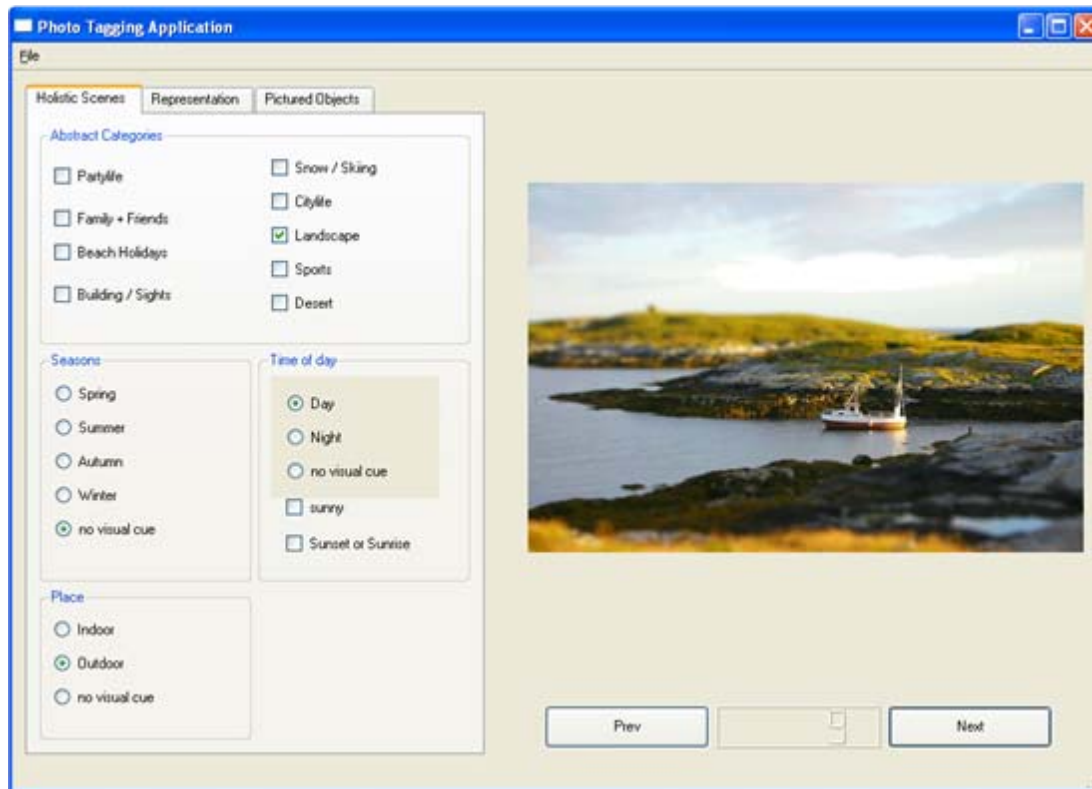 Photo Tagging Application
File
Holistic Scenes Representation Pictured Objects
Abstract Categories
Partylife
Family + Friends
Beach Holidays
Building / Sights
Snow / Skiing
Citylife
Landscape
Sports
Desert
Seasons
Spring
Summer
Autumn
Winter
no visual cue
Time of day
Day
Night
no visual cue
sunny
Sunset or Sunrise
Place
Indoor
Outdoor
no visual cue
Prev
Next